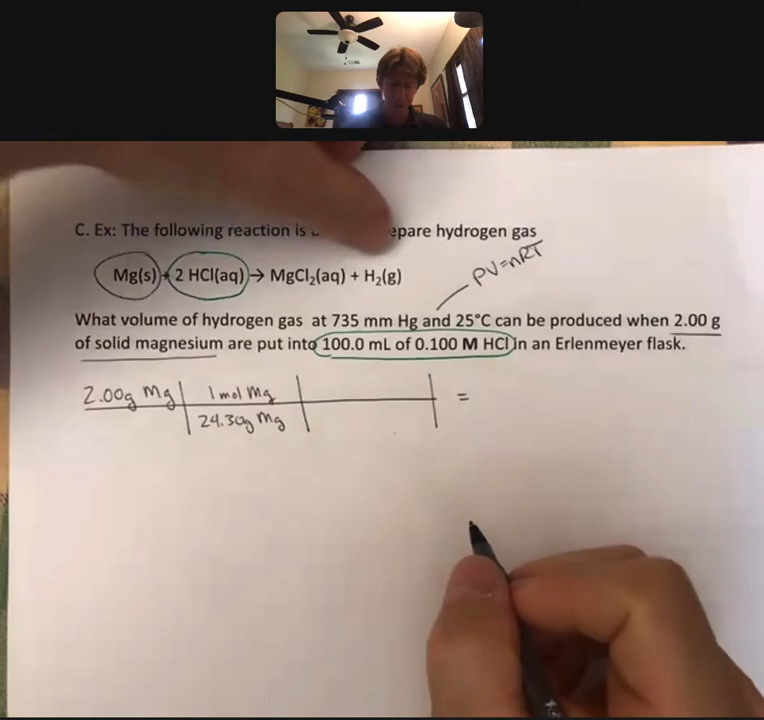 C. Ex: The following reaction is epare hydrogen gas
Mg(s) + 2 HCl(aq) → MgCl₂(aq) + H₂(g)
PV=nRT
What volume of hydrogen gas at 735 mm Hg and 25°C can be produced when 2.00 g
of solid magnesium are put into 100.0 mL of 0.100 M HCl in an Erlenmeyer flask.
2.00g Mg 1 mol Mg =
24.30g Mg